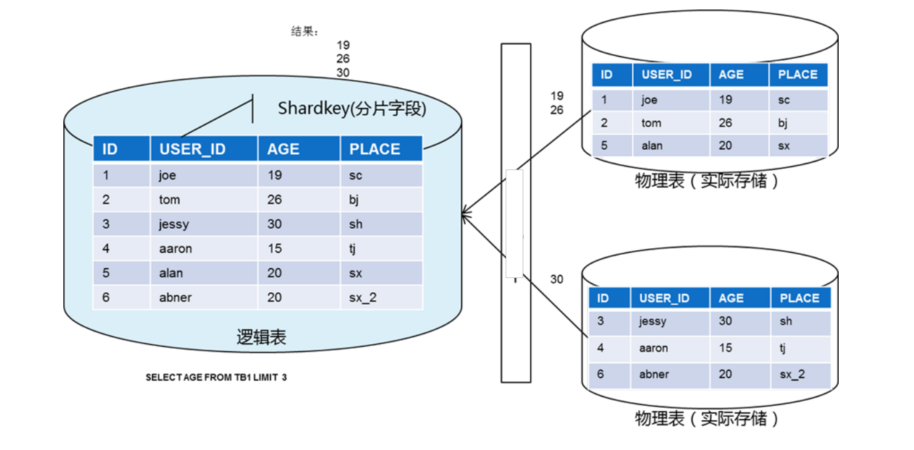 结果：
19
26
30
Shardkey(分片字段)
ID USER_ID AGE PLACE
1 joe 19 sc
2 tom 26 bj
3 jessy 30 sh
4 aaron 15 tj
5 alan 20 sx
6 abner 20 sx_2
逻辑表
SELECT AGE FROM TB1 LIMIT 3
19
26
30
ID USER_ID AGE PLACE
1 joe 19 sc
2 tom 26 bj
5 alan 20 sx
物理表（实际存储）
ID USER_ID AGE PLACE
3 jessy 30 sh
4 aaron 15 tj
6 abner 20 sx_2
物理表（实际存储）